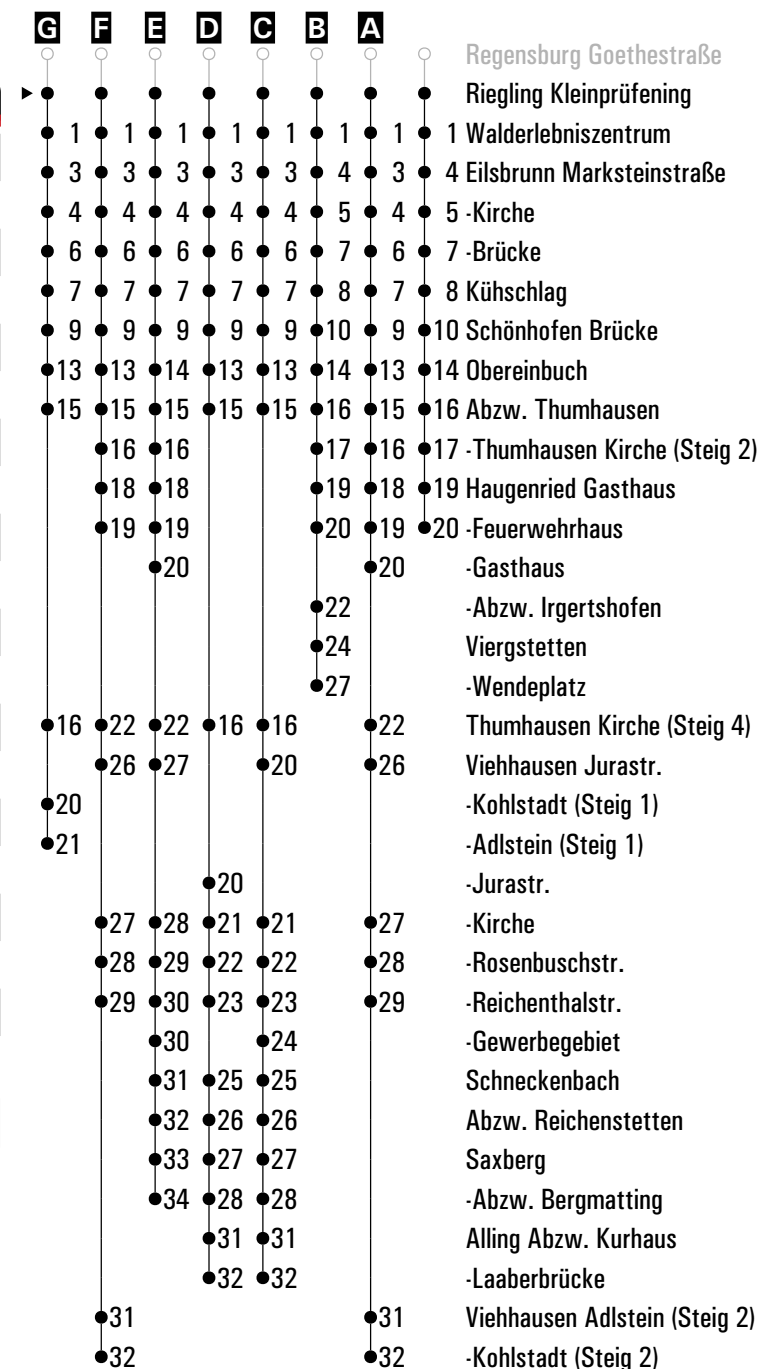 G F E D C B A
Regensburg Goethestraße
Riegling Kleinprüfening
1 1 1 1 1 1 1 1 Walderlebniszentrum
3 3 3 3 3 4 3 4 Eilsbrunn Marksteinstraße
4 4 4 4 4 5 4 5 -Kirche
6 6 6 6 6 7 6 7 -Brücke
7 7 7 7 7 8 7 8 Kühschlag
9 9 9 9 9 10 9 10 Schönhofen Brücke
13 13 14 13 13 14 13 14 Obereinbuch
15 15 15 15 15 16 15 16 Abzw. Thumhausen
16 16 17 16 17 -Thumhausen Kirche (Steig 2)
18 18 19 18 19 Haugenried Gasthaus
19 19 20 19 20 -Feuerwehrhaus
20 20 -Gasthaus
22 -Abzw. Irgertshofen
24 Viergstetten
27 -Wendeplatz
16 22 22 16 16 22 Thumhausen Kirche (Steig 4)
26 27 20 26 Viehhausen Jurastr.
20 -Kohlstadt (Steig 1)
21 -Adlstein (Steig 1)
20 -Jurastr.
27 28 21 21 27 -Kirche
28 29 22 22 28 -Rosenbuschstr.
29 30 23 23 29 -Reichenthalstr.
30 24 -Gewerbegebiet
31 25 25 Schneckenbach
32 26 26 Abzw. Reichenstetten
33 27 27 Saxberg
34 28 28 -Abzw. Bergmatting
31 31 Alling Abzw. Kurhaus
32 32 -Laaberbrücke
31 31 Viehhausen Adlstein (Steig 2)
32 32 -Kohlstadt (Steig 2)